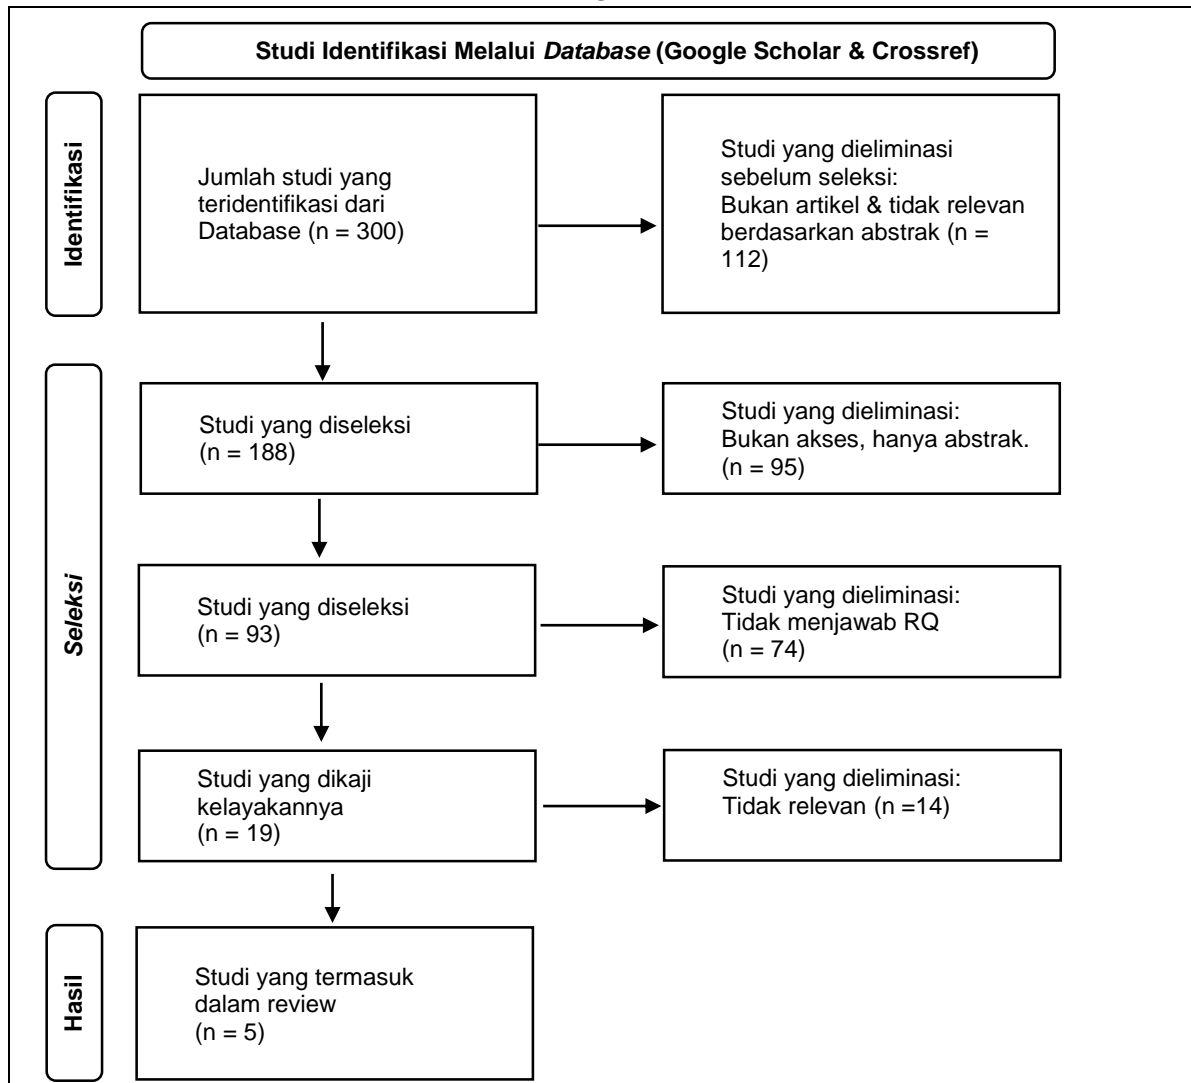 Studi Identifikasi Melalui Database (Google Scholar & Crossref)
Identifikasi
Jumlah studi yang
teridentifikasi dari
Database (n = 300)
Studi yang dieliminasi
sebelum seleksi:
Bukan artikel & tidak relevan
berdasarkan abstrak (n =
112)
Seleksi
Studi yang diseleksi
(n = 188)
Studi yang dieliminasi:
Bukan akses, hanya abstrak.
(n = 95)
Studi yang diseleksi
(n = 93)
Studi yang dieliminasi:
Tidak menjawab RQ
(n = 74)
Studi yang dikaji
kelayakannya
(n = 19)
Studi yang dieliminasi:
Tidak relevan (n =14)
Hasil
Studi yang termasuk
dalam review
(n = 5)